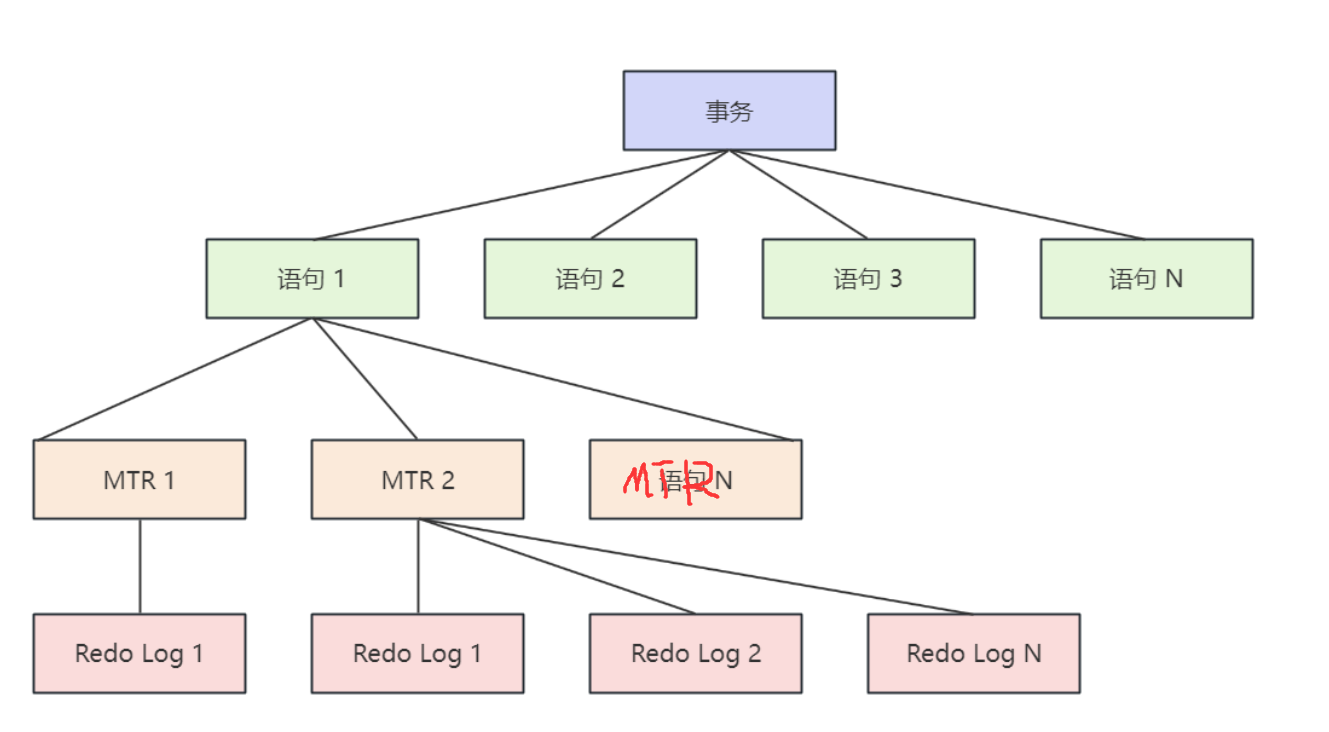 事务
语句 1
语句 2
语句 3
语句 N
MTR 1
MTR 2
语句 N
MTR
Redo Log 1
Redo Log 1
Redo Log 2
Redo Log N